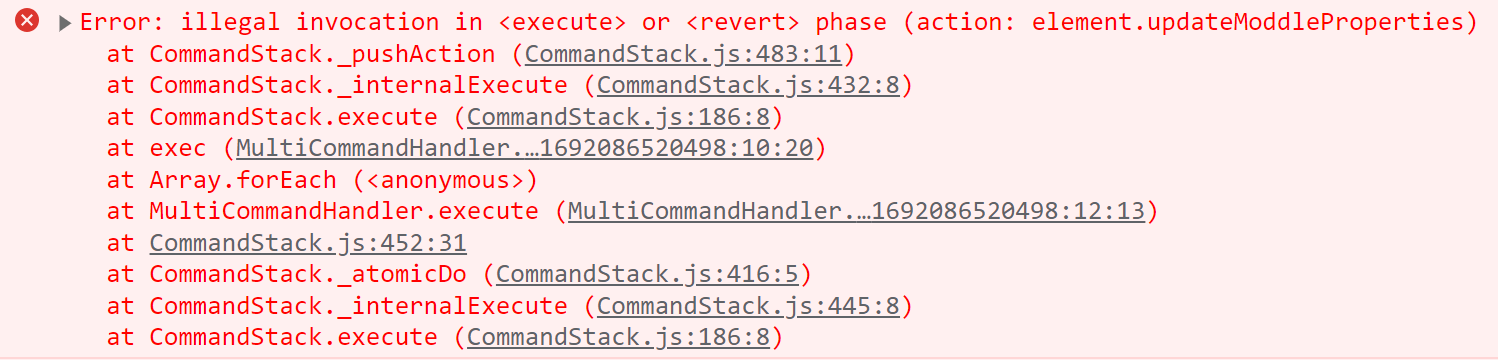 Error: illegal invocation in <execute> or <revert> phase (action: element.updateModdleProperties)
at CommandStack._pushAction (CommandStack.js:483:11)
at CommandStack._internalExecute (CommandStack.js:432:8)
at CommandStack.execute (CommandStack.js:186:8)
at exec (MultiCommandHandler.…1692086520498:10:20)
at Array.forEach (<anonymous>)
at MultiCommandHandler.execute (MultiCommandHandler.…1692086520498:12:13)
at CommandStack.js:452:31
at CommandStack._atomicDo (CommandStack.js:416:5)
at CommandStack._internalExecute (CommandStack.js:445:8)
at CommandStack.execute (CommandStack.js:186:8)